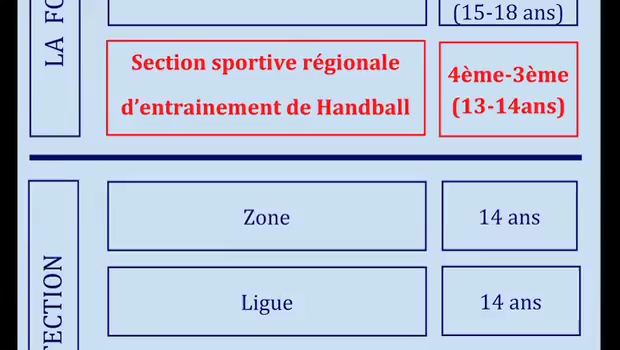 (15-18 ans)
LA FO
Section sportive régionale
d'entrainement de Handball
4ème-3ème
(13-14ans)
Zone
14 ans
TECTION
Ligue
14 ans